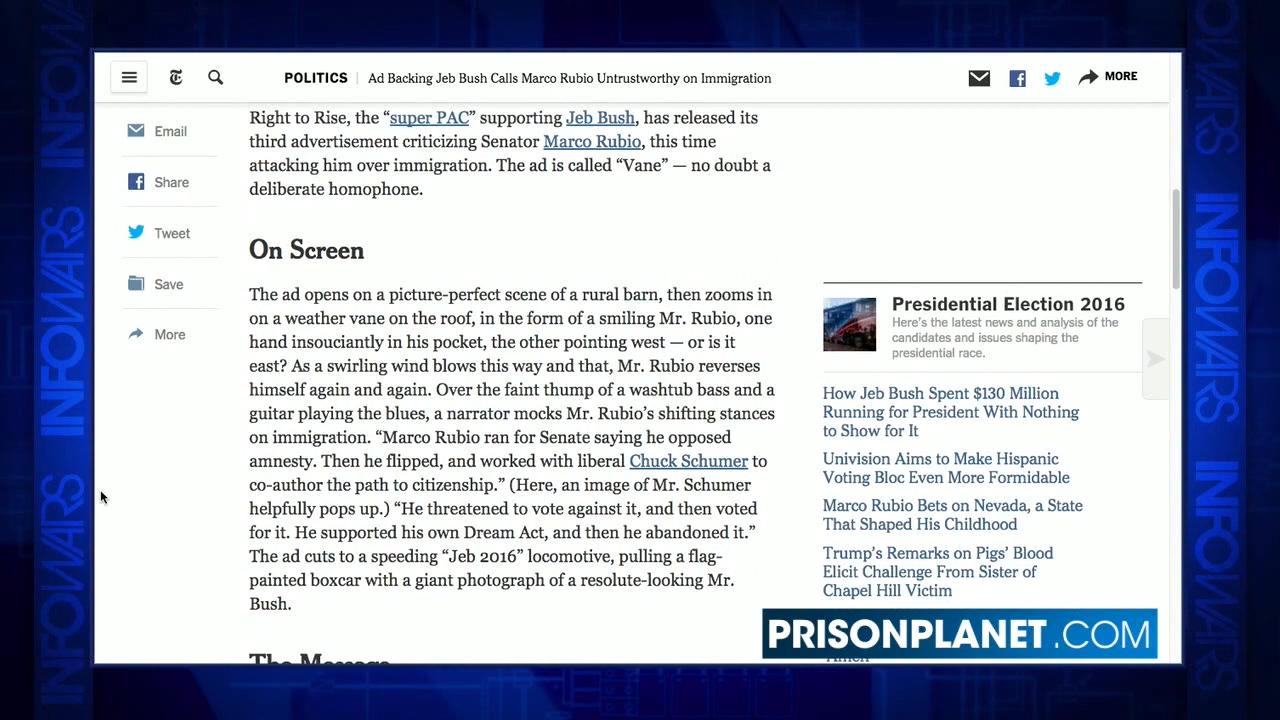 POLITICS Ad Backing Jeb Bush Calls Marco Rubio Untrustworthy on Immigration
MORE
Email
Share
Tweet
Save
More
Right to Rise, the “super PAC” supporting Jeb Bush, has released its
third advertisement criticizing Senator Marco Rubio, this time
attacking him over immigration. The ad is called “Vane” — no doubt a
deliberate homophone.
On Screen
The ad opens on a picture-perfect scene of a rural barn, then zooms in
on a weather vane on the roof, in the form of a smiling Mr. Rubio, one
hand insouciantly in his pocket, the other pointing west — or is it
east? As a swirling wind blows this way and that, Mr. Rubio reverses
himself again and again. Over the faint thump of a washtub bass and a
guitar playing the blues, a narrator mocks Mr. Rubio’s shifting stances
on immigration. “Marco Rubio ran for Senate saying he opposed
amnesty. Then he flipped, and worked with liberal Chuck Schumer to
co-author the path to citizenship.” (Here, an image of Mr. Schumer
helpfully pops up.) “He threatened to vote against it, and then voted
for it. He supported his own Dream Act, and then he abandoned it.”
The ad cuts to a speeding “Jeb 2016” locomotive, pulling a flag-
painted boxcar with a giant photograph of a resolute-looking Mr.
Bush.
The Message
Presidential Election 2016
Here’s the latest news and analysis of the
candidates and issues shaping the
presidential race.
How Jeb Bush Spent $130 Million
Running for President With Nothing
to Show for It
Univision Aims to Make Hispanic
Voting Bloc Even More Formidable
Marco Rubio Bets on Nevada, a State
That Shaped His Childhood
Trump’s Remarks on Pigs’ Blood
Elicit Challenge From Sister of
Chapel Hill Victim
PRISONPLANET.COM
INFOWARS
INFOWARS
INFOWARS
INFOWARS